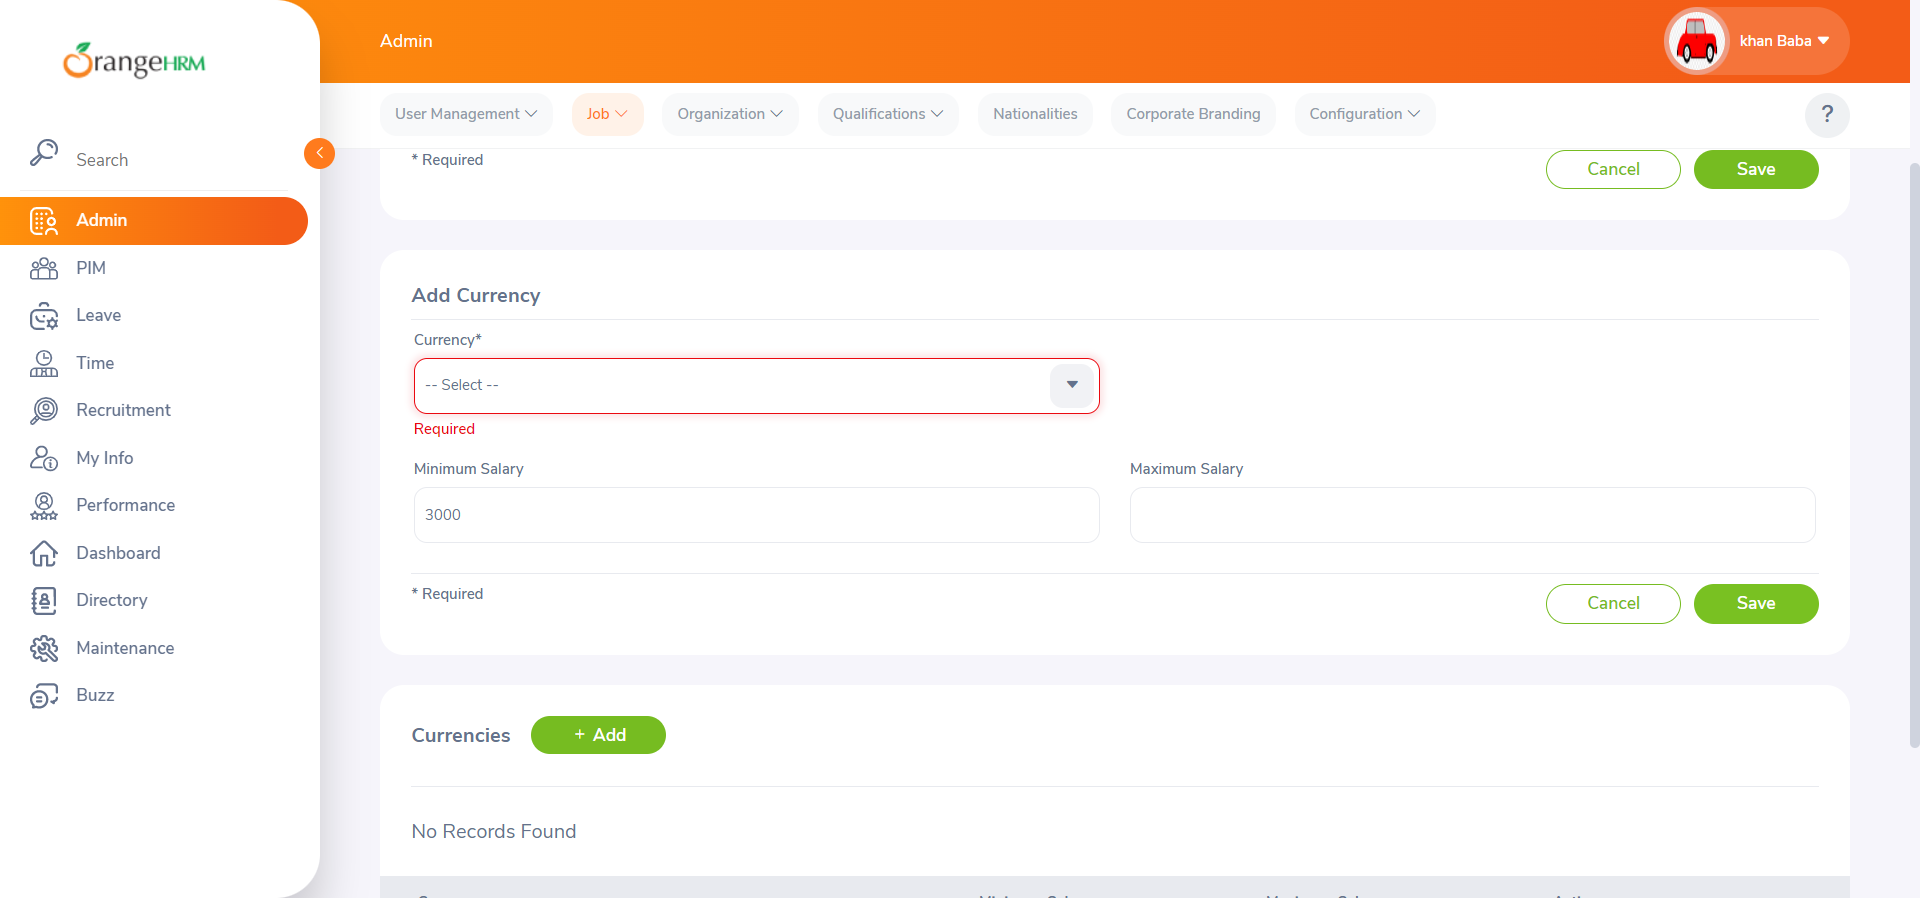 OrangeHRM
Admin
khan Baba
User Management
Job
Organization
Qualifications
Nationalities
Corporate Branding
Configuration
?
Search
Admin
PIM
Leave
Time
Recruitment
My Info
Performance
Dashboard
Directory
Maintenance
Buzz
* Required
Cancel
Save
Add Currency
Currency*
-- Select --
Required
Minimum Salary
Maximum Salary
3000
* Required
Cancel
Save
Currencies
+ Add
No Records Found